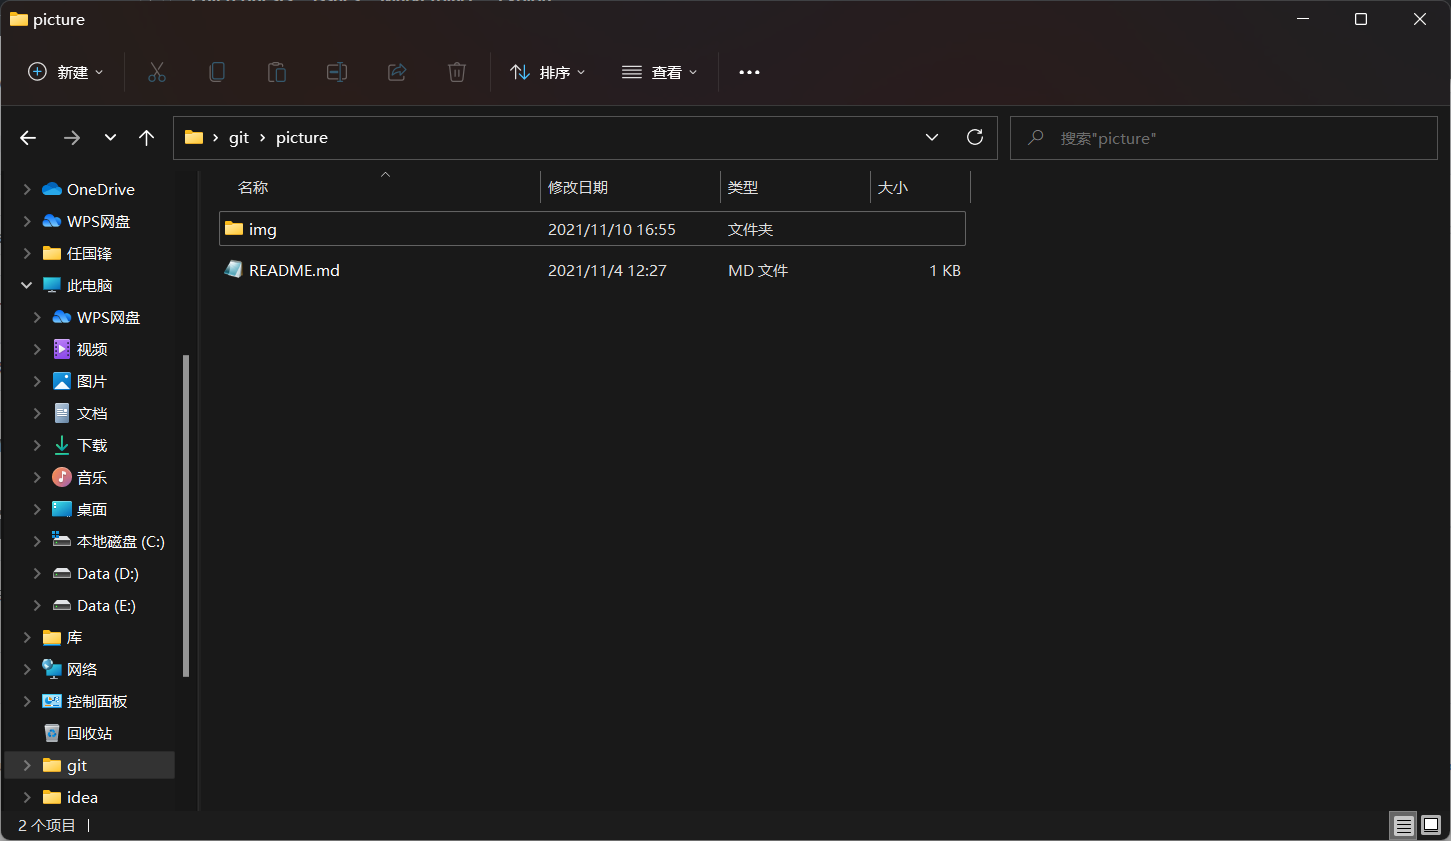 picture
新建 排序 查看
git picture 搜索"picture"
名称 修改日期 类型 大小
img 2021/11/10 16:55 文件夹
README.md 2021/11/4 12:27 MD 文件 1 KB
OneDrive
WPS网盘
任国锋
此电脑
WPS网盘
视频
图片
文档
下载
音乐
桌面
本地磁盘 (C:)
Data (D:)
Data (E:)
库
网络
控制面板
回收站
git
idea
2 个项目